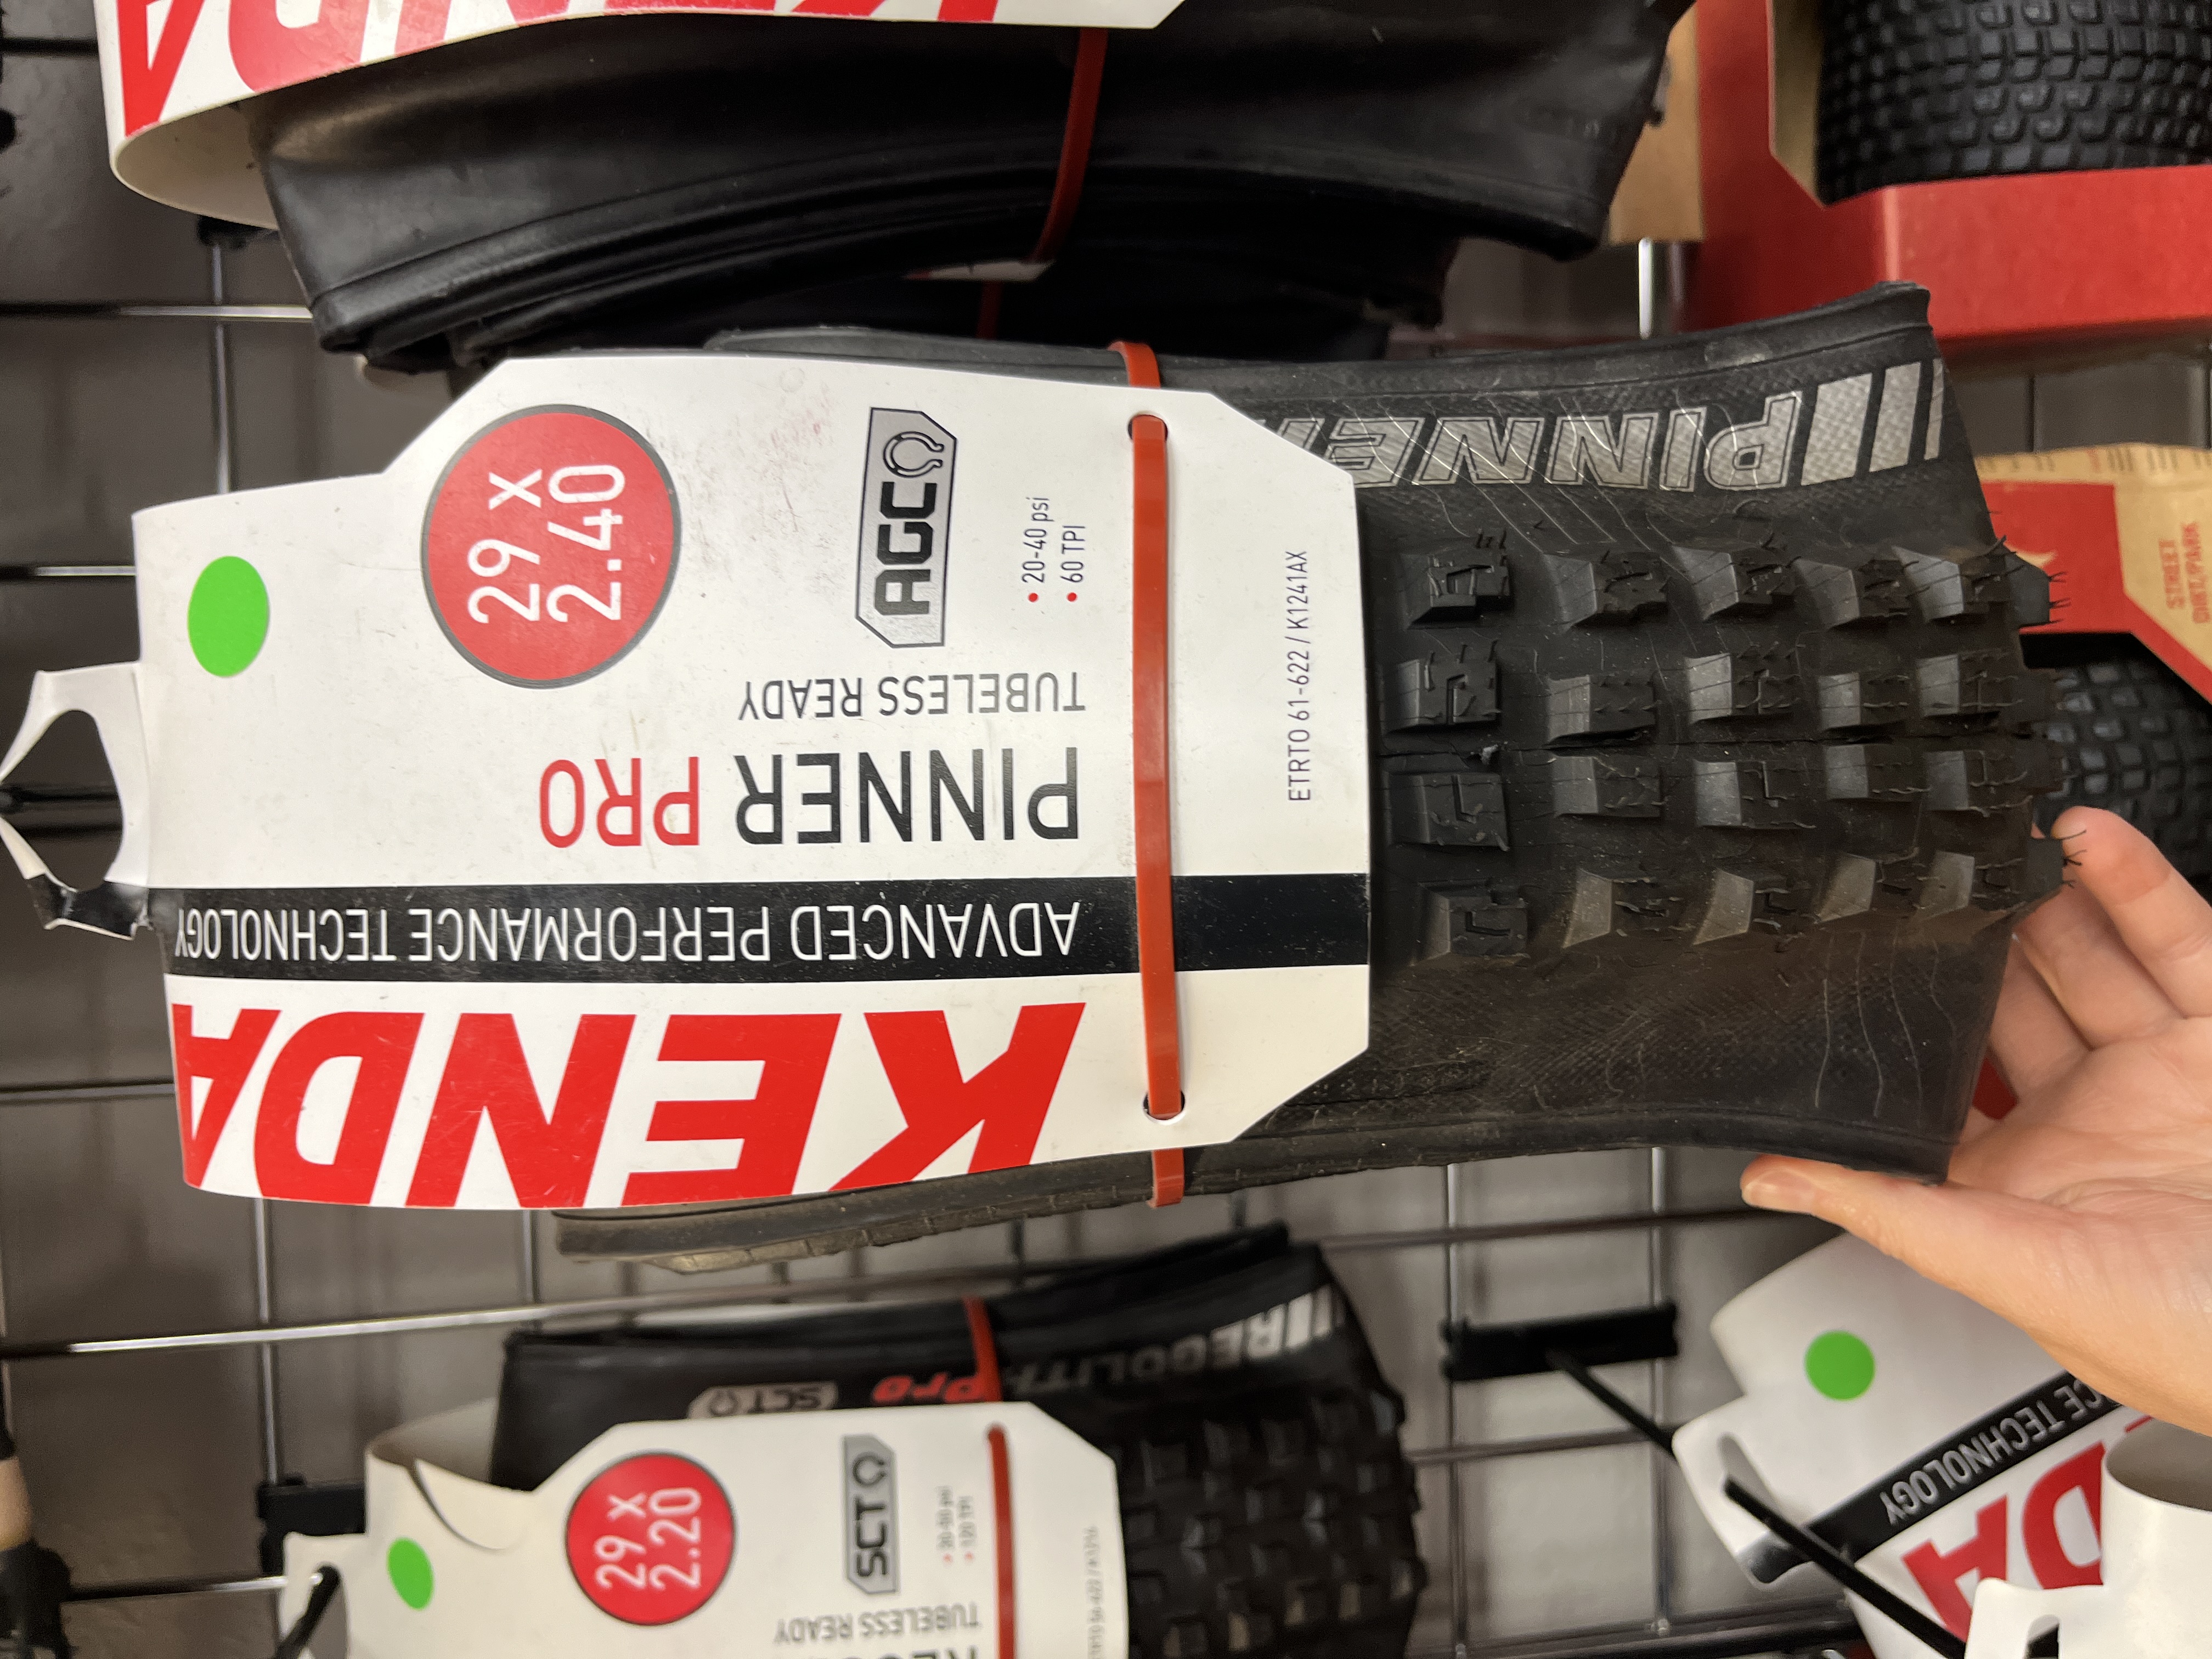 KENDA
29 x
2.40
AGC
• 20-40 psi
• 60 TPI
TUBELESS READY
PINNER PRO
ADVANCED PERFORMANCE TECHNOLOGY
KENDA
ETRTO 61-622 / K1241AX
PINNER
STREET
DIRT/PARK
REGOLITH Pro
SCT
29 x
2.20
SCT
TUBELESS READY
TECHNOLOGY